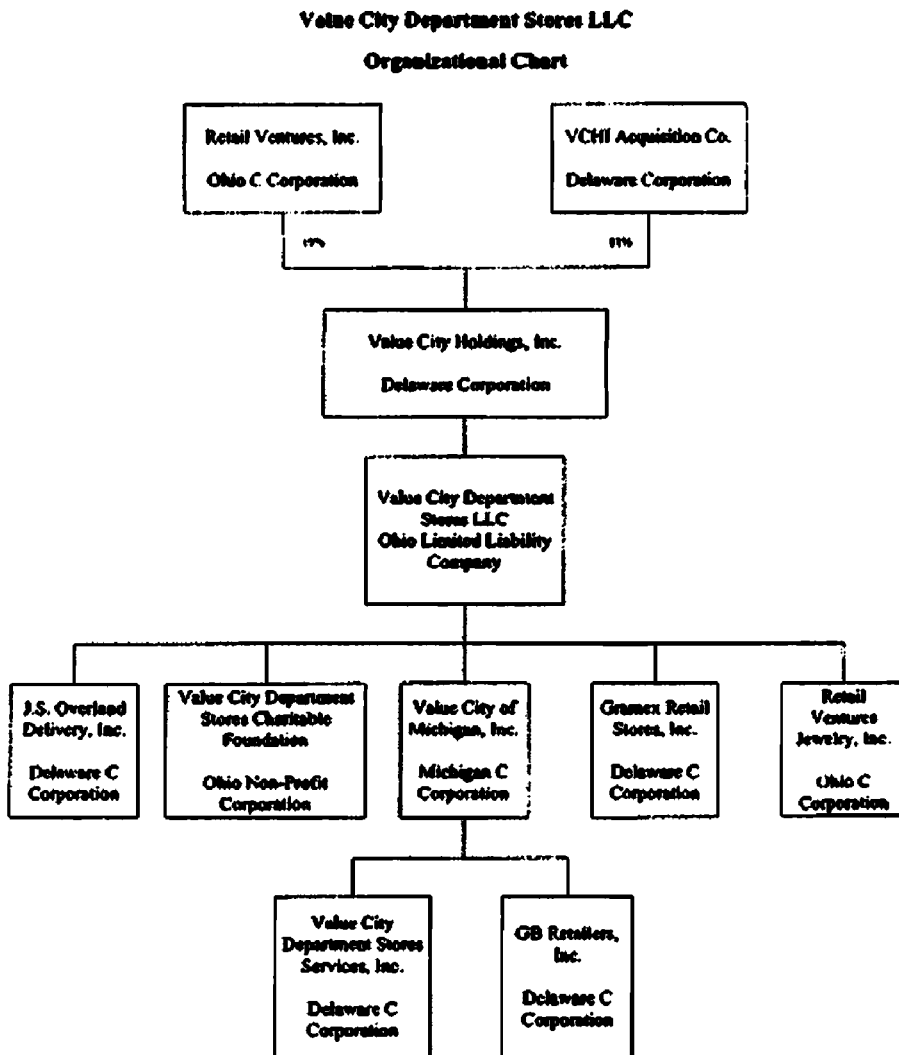 Value City Department Stores LLC
Organizational Chart
Retail Ventures, Inc.
Ohio C Corporation
VCHI Acquisition Co.
Delaware Corporation
19%
81%
Value City Holdings, Inc.
Delaware Corporation
Value City Department
Stores LLC
Ohio Limited Liability
Company
J.S. Overland
Delivery, Inc.
Delaware C
Corporation
Value City Department
Stores Charitable
Foundation
Ohio Non-Profit
Corporation
Value City of
Michigan, Inc.
Michigan C
Corporation
Gramex Retail
Stores, Inc.
Delaware C
Corporation
Retail
Ventures
Jewelry, Inc.
Ohio C
Corporation
Value City
Department Stores
Services, Inc.
Delaware C
Corporation
GB Retailers,
Inc.
Delaware C
Corporation